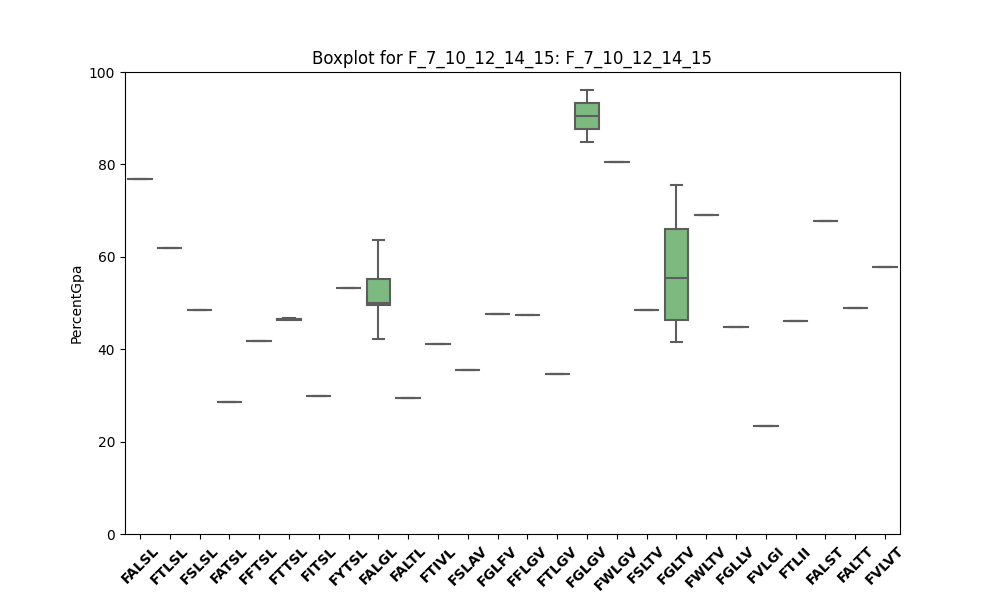 Boxplot for F_7_10_12_14_15: F_7_10_12_14_15
PercentGpa
100
80
60
40
20
0
FALSL FTLSL FSLSL FATSL FFTSL FTTSL FITSL FYTSL FALGL FALTL FTIVL FSLAV FGLFV FFLGV FTLGV FGLGV FWLGV FSLTV FGLTV FWLTV FGLLV FVLGI FTLII FALST FALTT FVLVT